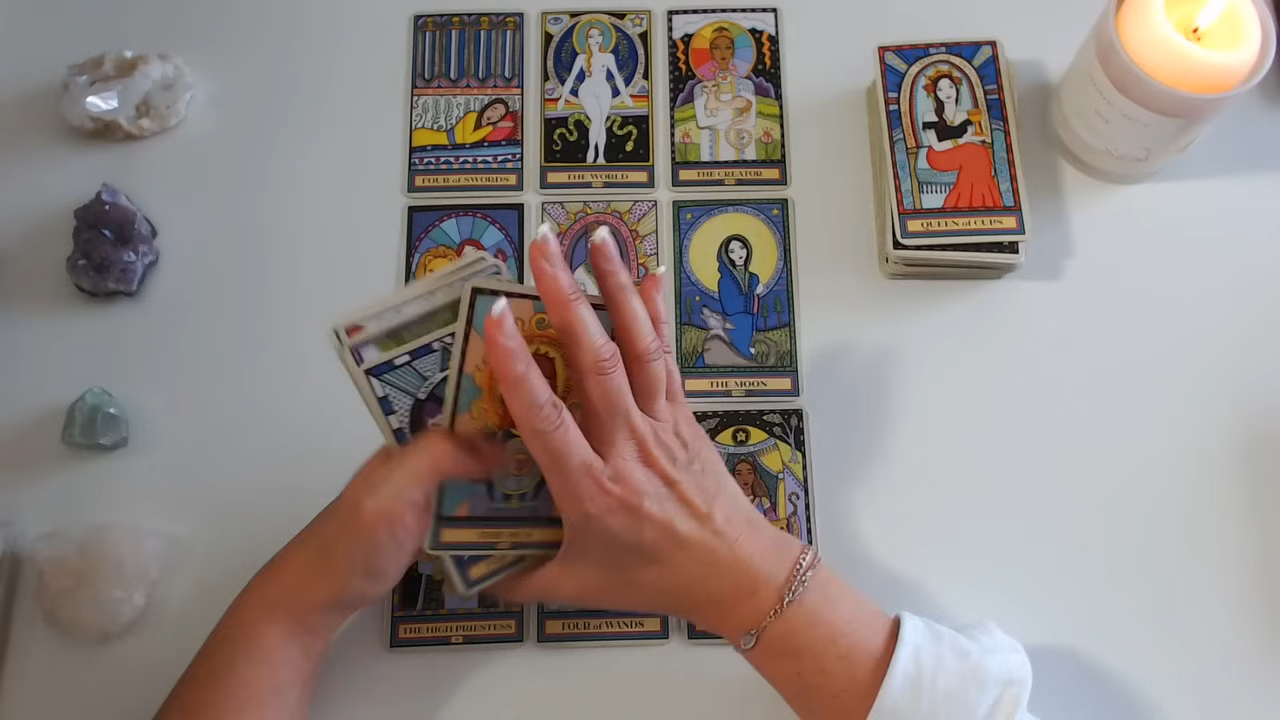 FOUR of SWORDS
THE WORLD
THE CREATOR
QUEEN of CUPS
THE MOON
THE HIGH PRIESTESS
FOUR of WANDS